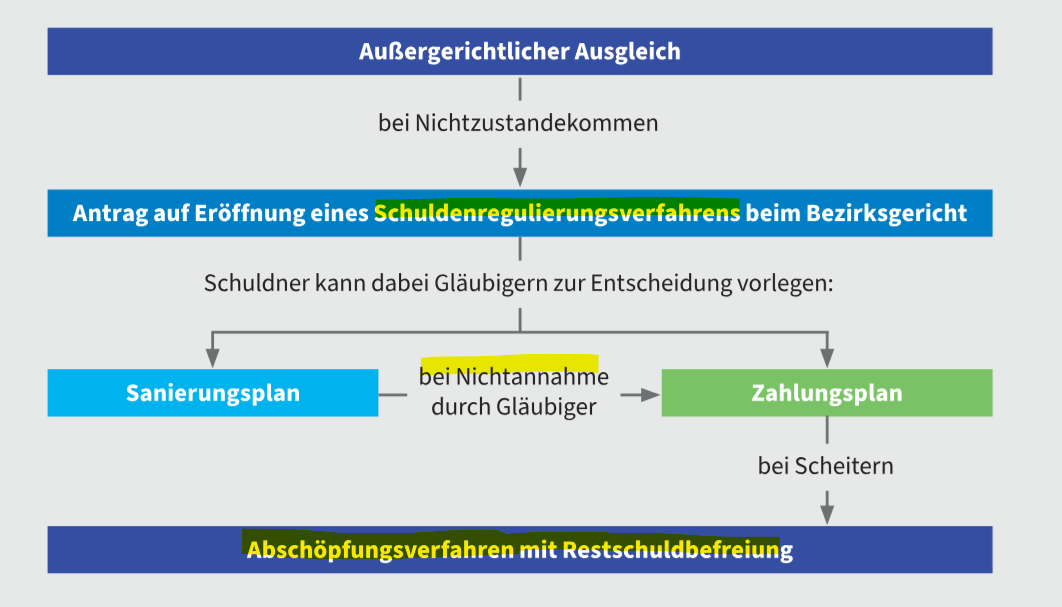 Außergerichtlicher Ausgleich
bei Nichtzustandekommen
Antrag auf Eröffnung eines Schuldenregulierungsverfahrens beim Bezirksgericht
Schuldner kann dabei Gläubigern zur Entscheidung vorlegen:
Sanierungsplan
bei Nichtannahme
durch Gläubiger
Zahlungsplan
bei Scheitern
Abschöpfungsverfahren mit Restschuldbefreiung